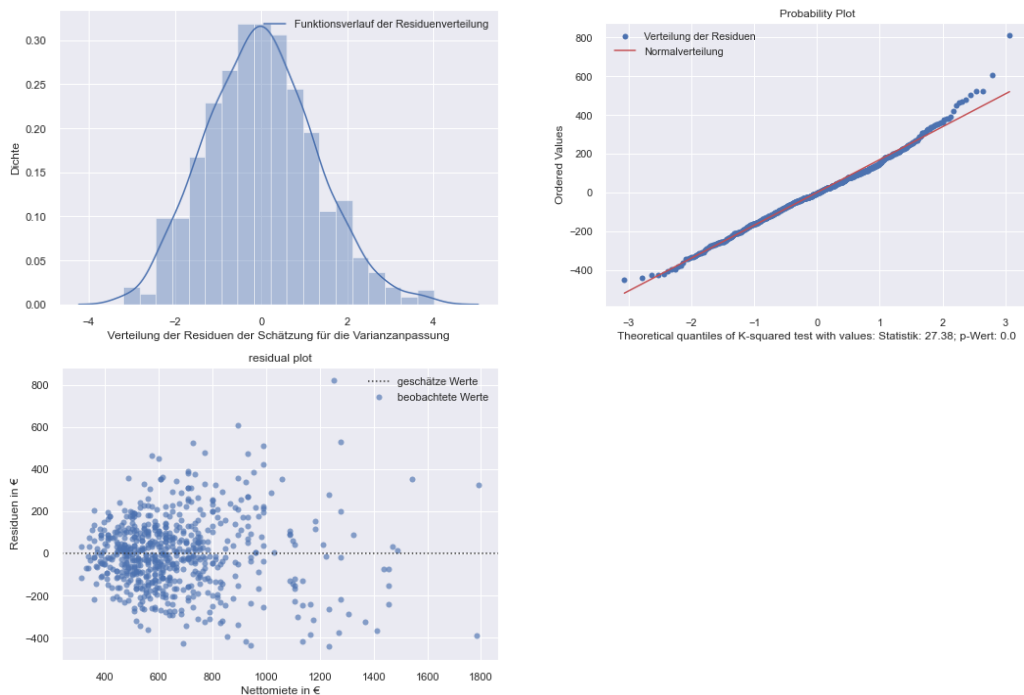 Funktionsverlauf der Residuenverteilung
0.30
0.25
0.20
0.15
0.10
0.05
0.00
Dichte
−4 −2 0 2 4
Verteilung der Residuen der Schätzung für die Varianzanpassung
Probability Plot
Verteilung der Residuen
Normalverteilung
800
600
400
200
0
−200
−400
Ordered Values
−3 −2 −1 0 1 2 3
Theoretical quantiles of K-squared test with values: Statistik: 27.38; p-Wert: 0.0
residual plot
geschätze Werte
beobachtete Werte
800
600
400
200
0
−200
−400
Residuen in €
400 600 800 1000 1200 1400 1600 1800
Nettomiete in €